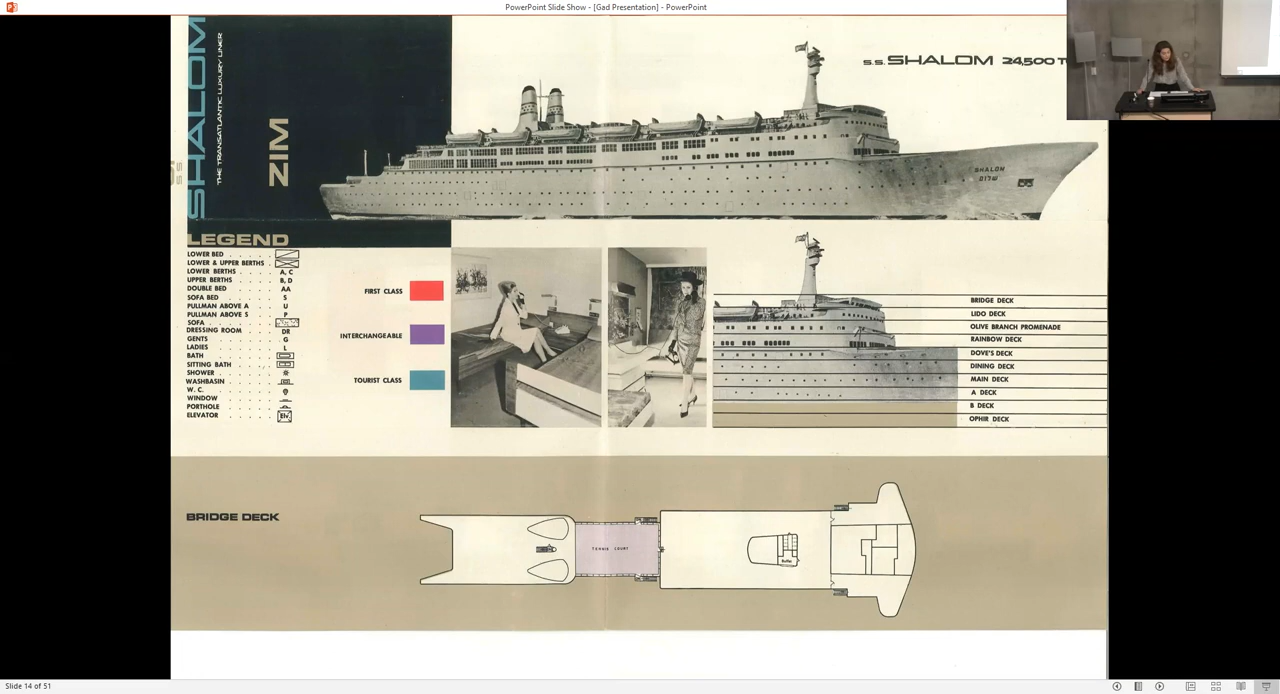 PowerPoint Slide Show - [Gad Presentation] - PowerPoint
S.S. SHALOM
THE TRANSATLANTIC LUXURY LINER
ZIM
S.S. SHALOM 24,500 T
SHALOM
שלום
LEGEND
LOWER BED
LOWER & UPPER BERTHS
LOWER BERTHS A, C
UPPER BERTHS B, D
DOUBLE BED AA
SOFA BED S
PULLMAN ABOVE A U
PULLMAN ABOVE S P
SOFA
DRESSING ROOM DR
GENTS G
LADIES L
BATH
SITTING BATH
SHOWER
WASHBASIN
W. C.
WINDOW
PORTHOLE
ELEVATOR Elv.
FIRST CLASS
INTERCHANGEABLE
TOURIST CLASS
BRIDGE DECK
LIDO DECK
OLIVE BRANCH PROMENADE
RAINBOW DECK
DOVE'S DECK
DINING DECK
MAIN DECK
A DECK
B DECK
OPHIR DECK
BRIDGE DECK
TENNIS COURT
Buffet
Slide 14 of 51